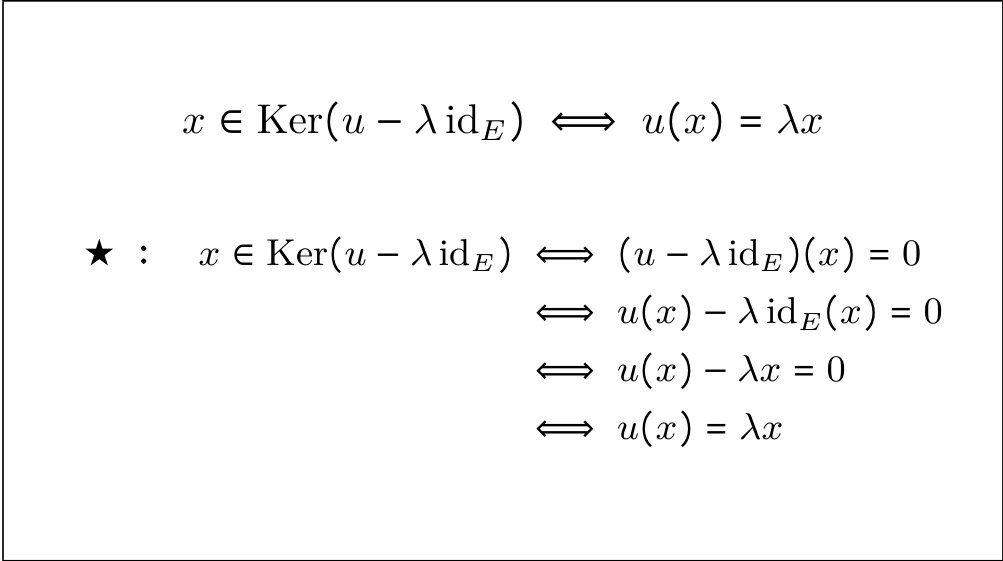 x ∈ Ker(u − λ id_E) ⟺ u(x) = λx
★ : x ∈ Ker(u − λ id_E) ⟺ (u − λ id_E)(x) = 0
⟺ u(x) − λ id_E(x) = 0
⟺ u(x) − λx = 0
⟺ u(x) = λx